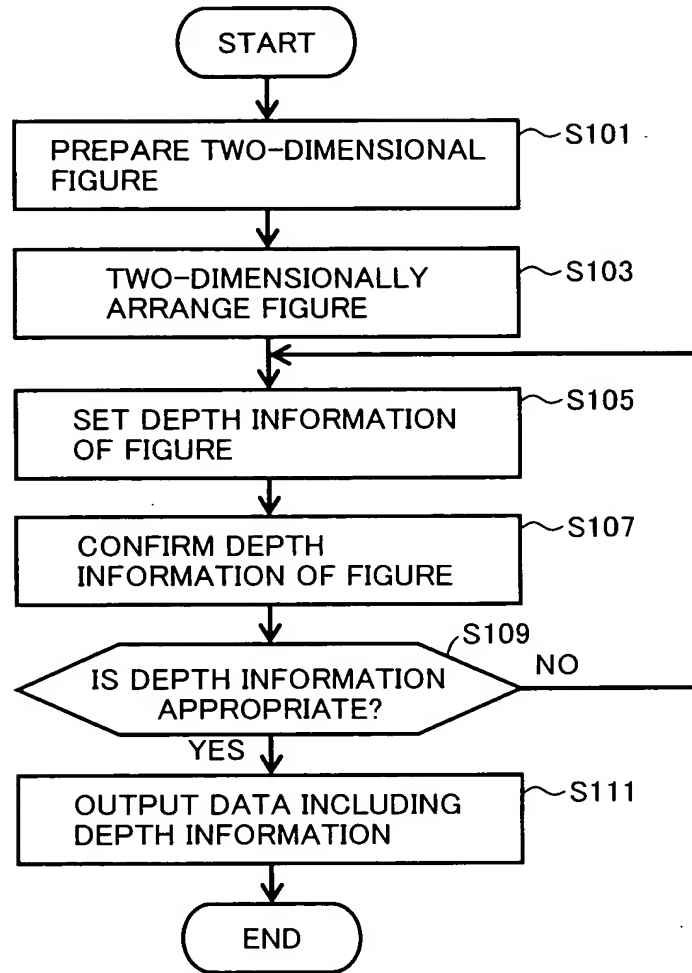 START
PREPARE TWO-DIMENSIONAL
FIGURE
S101
TWO-DIMENSIONALLY
ARRANGE FIGURE
S103
SET DEPTH INFORMATION
OF FIGURE
S105
CONFIRM DEPTH
INFORMATION OF FIGURE
S107
S109
IS DEPTH INFORMATION
APPROPRIATE?
NO
YES
OUTPUT DATA INCLUDING
DEPTH INFORMATION
S111
END